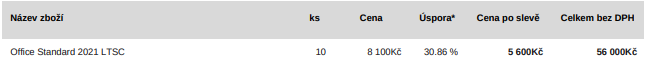 Název zboží ks Cena Úspora* Cena po slevě Celkem bez DPH
Office Standard 2021 LTSC 10 8 100Kč 30.86 % 5 600Kč 56 000Kč